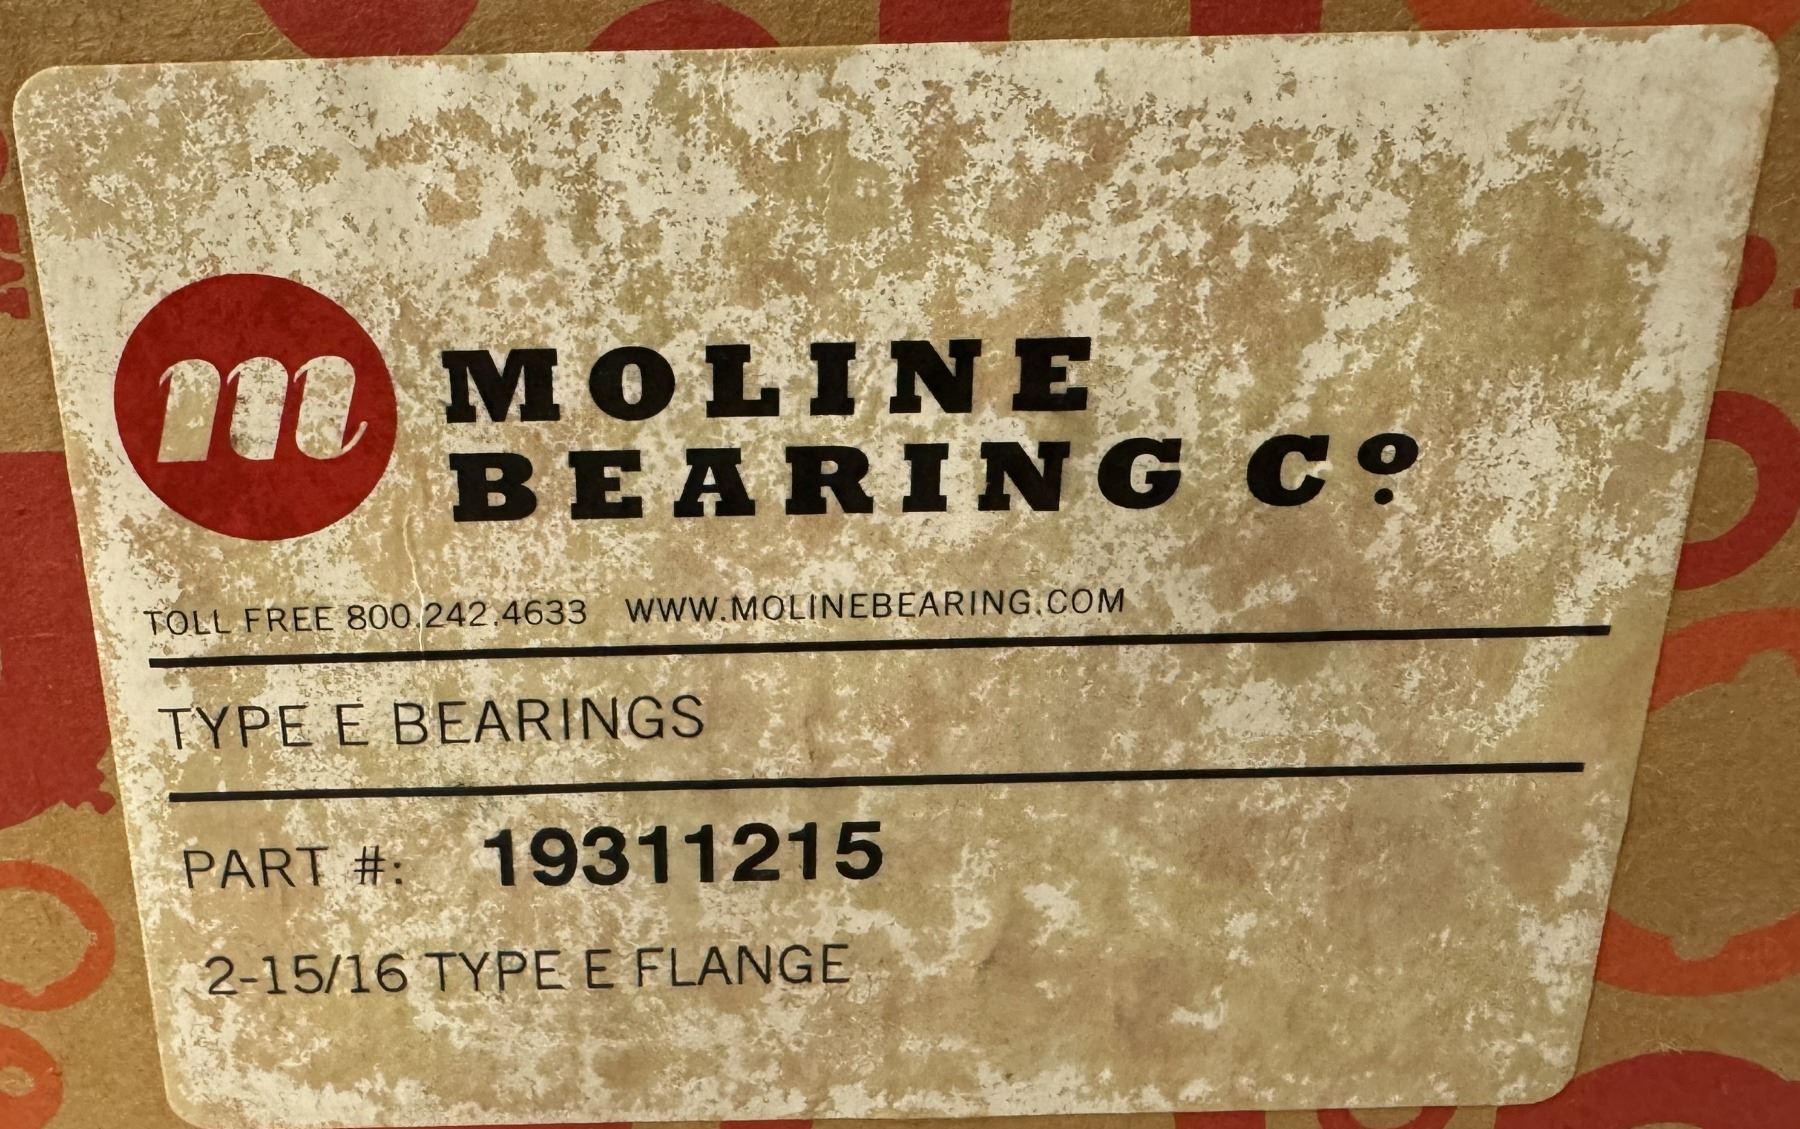 m
MOLINE
BEARING Cº
TOLL FREE 800.242.4633 WWW.MOLINEBEARING.COM
TYPE E BEARINGS
PART #: 19311215
2-15/16 TYPE E FLANGE